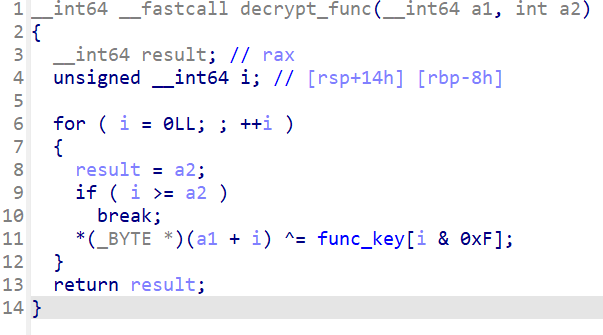 1 __int64 __fastcall decrypt_func(__int64 a1, int a2)
2 {
3   __int64 result; // rax
4   unsigned __int64 i; // [rsp+14h] [rbp-8h]
5
6   for ( i = 0LL; ; ++i )
7   {
8     result = a2;
9     if ( i >= a2 )
10       break;
11     *(_BYTE *)(a1 + i) ^= func_key[i & 0xF];
12   }
13   return result;
14 }